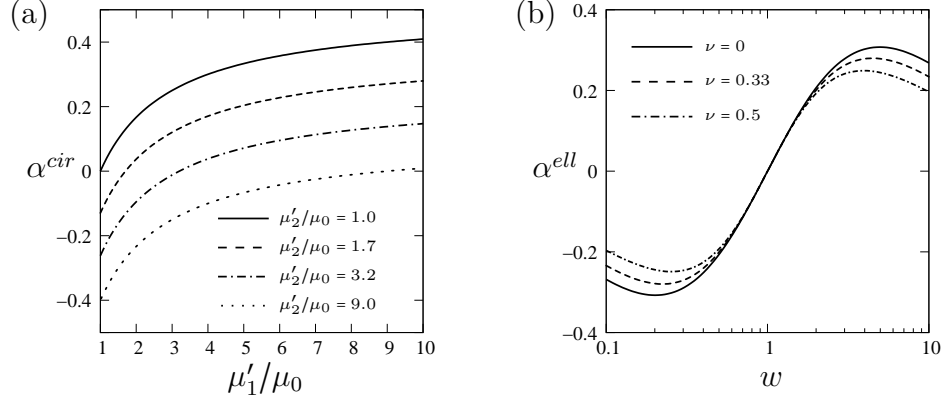 (a)
0.4
0.2
0
−0.2
−0.4
α^cir
μ′₂/μ₀ = 1.0
μ′₂/μ₀ = 1.7
μ′₂/μ₀ = 3.2
μ′₂/μ₀ = 9.0
1 2 3 4 5 6 7 8 9 10
μ′₁/μ₀
(b)
0.4
0.2
0
−0.2
−0.4
α^ell
ν = 0
ν = 0.33
ν = 0.5
0.1 1 10
w